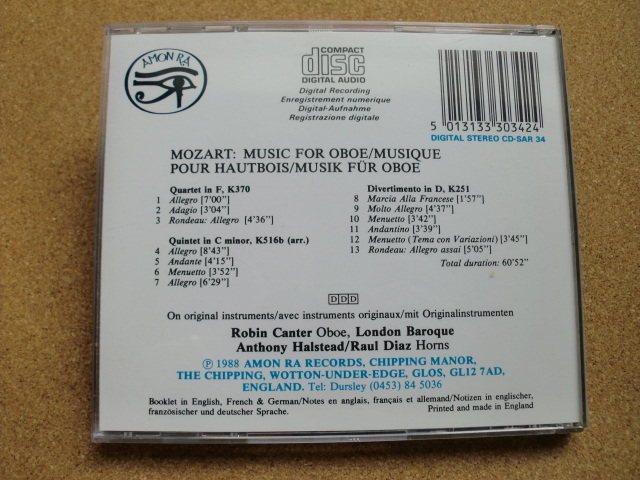 AMON RA
COMPACT
disc
DIGITAL AUDIO
Digital Recording
Enregistrement numerique
Digital-Aufnahme
Registrazione digitale
5 013133 303424
DIGITAL STEREO CD-SAR 34
MOZART: MUSIC FOR OBOE/MUSIQUE
POUR HAUTBOIS/MUSIK FÜR OBOE
Quartet in F, K370
1 Allegro [7'00"]
2 Adagio [3'04"]
3 Rondeau: Allegro [4'36"]
Quintet in C minor, K516b (arr.)
4 Allegro [8'43"]
5 Andante [4'15"]
6 Menuetto [3'52"]
7 Allegro [6'29"]
Divertimento in D, K251
8 Marcia Alla Francese [1'57"]
9 Molto Allegro [4'37"]
10 Menuetto [3'42"]
11 Andantino [3'39"]
12 Menuetto (Tema con Variazioni) [3'45"]
13 Rondeau: Allegro assai [5'05"]
Total duration: 60'52"
DDD
On original instruments/avec instruments originaux/mit Originalinstrumenten
Robin Canter Oboe, London Baroque
Anthony Halstead/Raul Diaz Horns
℗ 1988 AMON RA RECORDS, CHIPPING MANOR,
THE CHIPPING, WOTTON-UNDER-EDGE, GLOS, GL12 7AD,
ENGLAND. Tel: Dursley (0453) 84 5036
Booklet in English, French & German/Notes en anglais, français et allemand/Notizen in englischer,
französischer und deutscher Sprache.
Printed and made in England